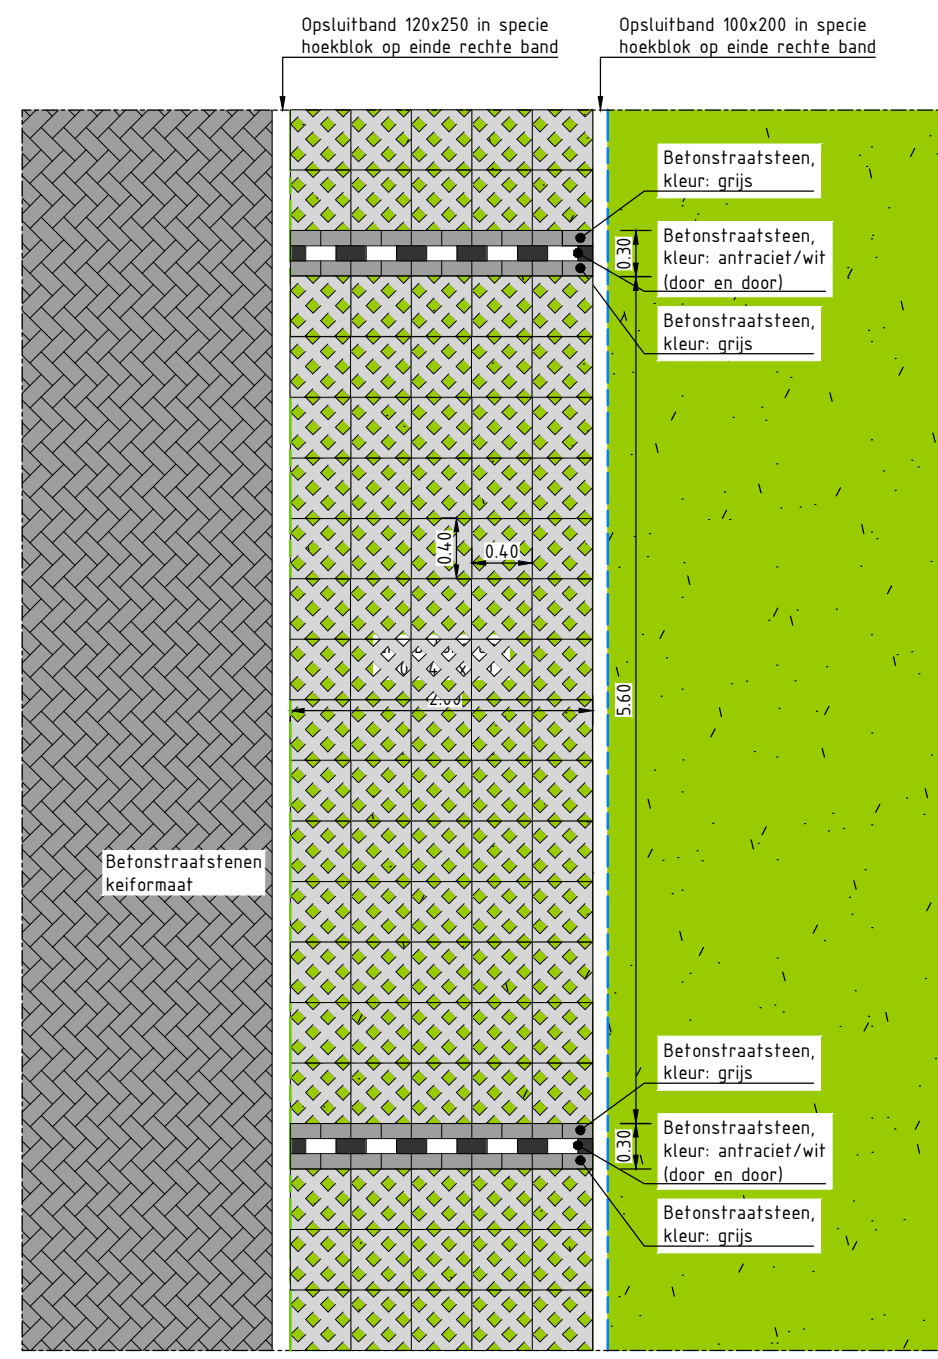 Opsluitband 120x250 in specie
hoekblok op einde rechte band
Opsluitband 100x200 in specie
hoekblok op einde rechte band
Betonstraatsteen,
kleur: grijs
Betonstraatsteen,
kleur: antraciet/wit
(door en door)
0.30
Betonstraatsteen,
kleur: grijs
0.40
0.40
5.60
Betonstraatstenen
keiformaat
Betonstraatsteen,
kleur: grijs
Betonstraatsteen,
kleur: antraciet/wit
(door en door)
0.30
Betonstraatsteen,
kleur: grijs